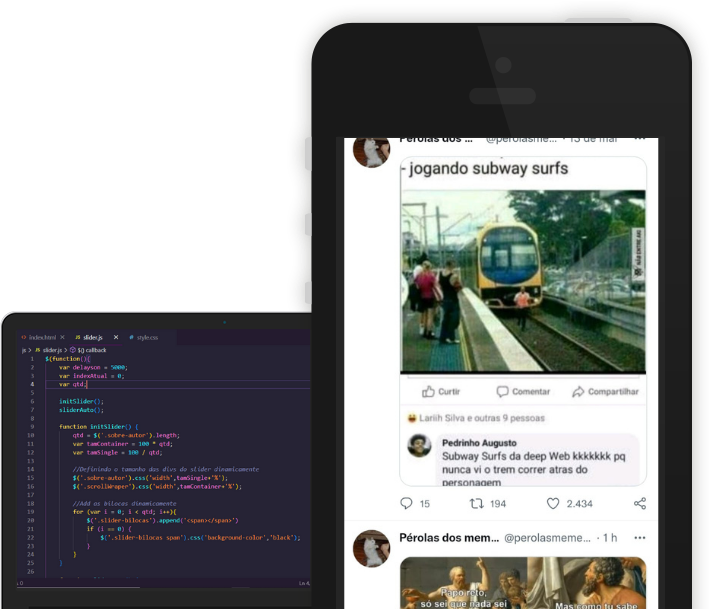 Pérolas dos ... @perolasme... · 13 de mar ...
- jogando subway surfs
NÃO ENTRE AKI
Curtir Comentar Compartilhar
Lariih Silva e outras 9 pessoas
Pedrinho Augusto
Subway Surfs da deep Web kkkkkkk pq
nunca vi o trem correr atras do
personagem
15 194 2.434
Pérolas dos mem... @perolasmeme... · 1 h ...
Papo reto,
só sei que nada sei
Mas como tu sabe
index.html × JS slider.js × # style.css
js > JS slider.js > $() callback
1 $(function(){
2 var delayson = 5000;
3 var indexAtual = 0;
4 var qtd;
5
6 initSlider();
7 sliderAuto();
8
9 function initSlider() {
10 qtd = $('.sobre-autor').length;
11 var tamContainer = 100 * qtd;
12 var tamSingle = 100 / qtd;
13
14 //Definindo o tamanho das divs do slider dinamicamente
15 $('.sobre-autor').css('width',tamSingle+'%');
16 $('.scrollWraper').css('width',tamContainer+'%');
17
18 //Add os bilocas dinamicamente
19 for (var i = 0; i < qtd; i++){
20 $('.slider-bilocas').append('<span></span>')
21 if (i == 0) {
22 $('.slider-bilocas span').css('background-color','black');
23 }
24 }
25 }
26